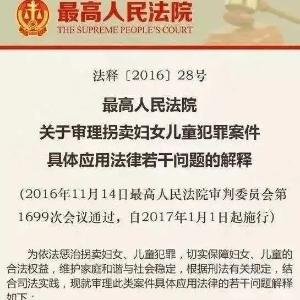 最高人民法院
THE SUPREME PEOPLE'S COURT
法释〔2016〕28号
最高人民法院
关于审理拐卖妇女儿童犯罪案件
具体应用法律若干问题的解释
（2016年11月14日最高人民法院审判委员会第
1699次会议通过，自2017年1月1日起施行）
为依法惩治拐卖妇女、儿童犯罪，切实保障妇女、儿童的
合法权益，维护家庭和谐与社会稳定，根据刑法有关规定，结
合司法实践，现就审理此类案件具体应用法律的若干问题解释
如下：